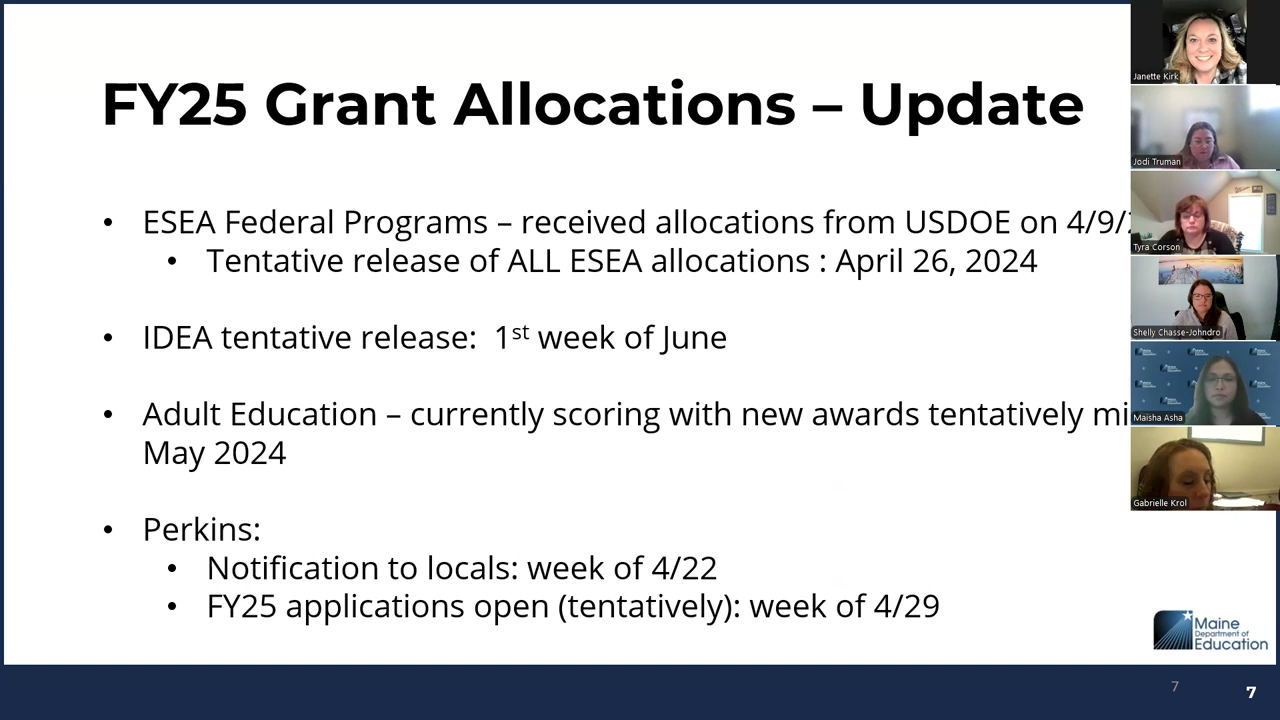 FY25 Grant Allocations – Update
• ESEA Federal Programs – received allocations from USDOE on 4/9/
• Tentative release of ALL ESEA allocations : April 26, 2024
• IDEA tentative release: 1st week of June
• Adult Education – currently scoring with new awards tentatively mi
May 2024
• Perkins:
• Notification to locals: week of 4/22
• FY25 applications open (tentatively): week of 4/29
Janette Kirk
Jodi Truman
Tyra Corson
Shelly Chasse-Johndro
Maisha Asha
Gabrielle Krol
Maine
Department of
Education
7
7